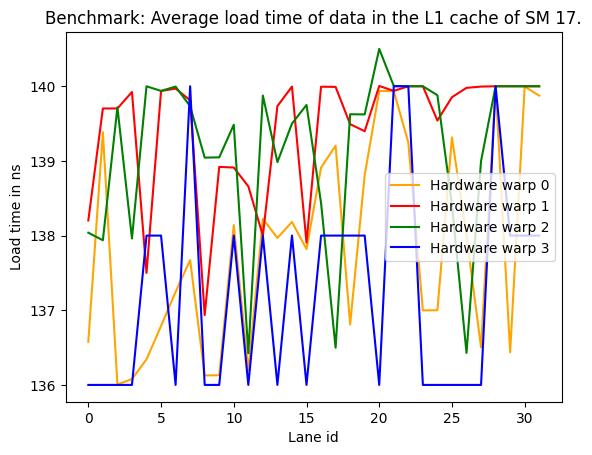 Benchmark: Average load time of data in the L1 cache of SM 17.
Load time in ns
140
139
138
137
136
Hardware warp 0
Hardware warp 1
Hardware warp 2
Hardware warp 3
0 5 10 15 20 25 30
Lane id